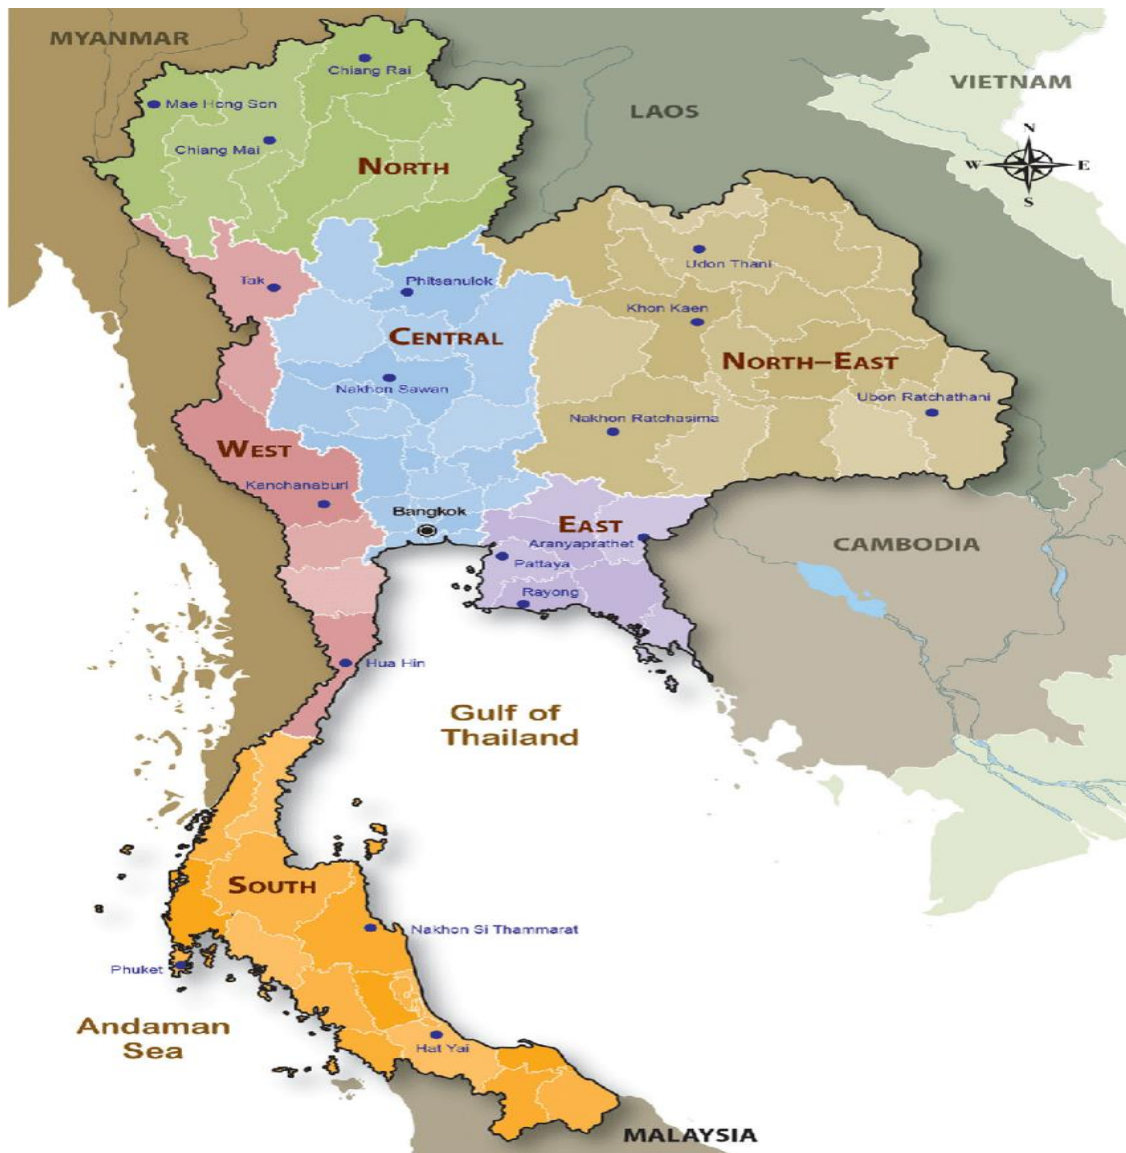 MYANMAR
Chiang Rai
VIETNAM
Mae Hong Son
LAOS
N
Chiang Mai
NORTH
W
E
S
Udon Thani
Tak
Phitsanulok
Khon Kaen
CENTRAL
NORTH–EAST
Nakhon Sawan
Ubon Ratchathani
Nakhon Ratchasima
WEST
Kanchanaburi
Bangkok
EAST
Aranyaprathet
CAMBODIA
Pattaya
Rayong
Hua Hin
Gulf of
Thailand
SOUTH
Nakhon Si Thammarat
Phuket
Andaman
Sea
Hat Yai
MALAYSIA